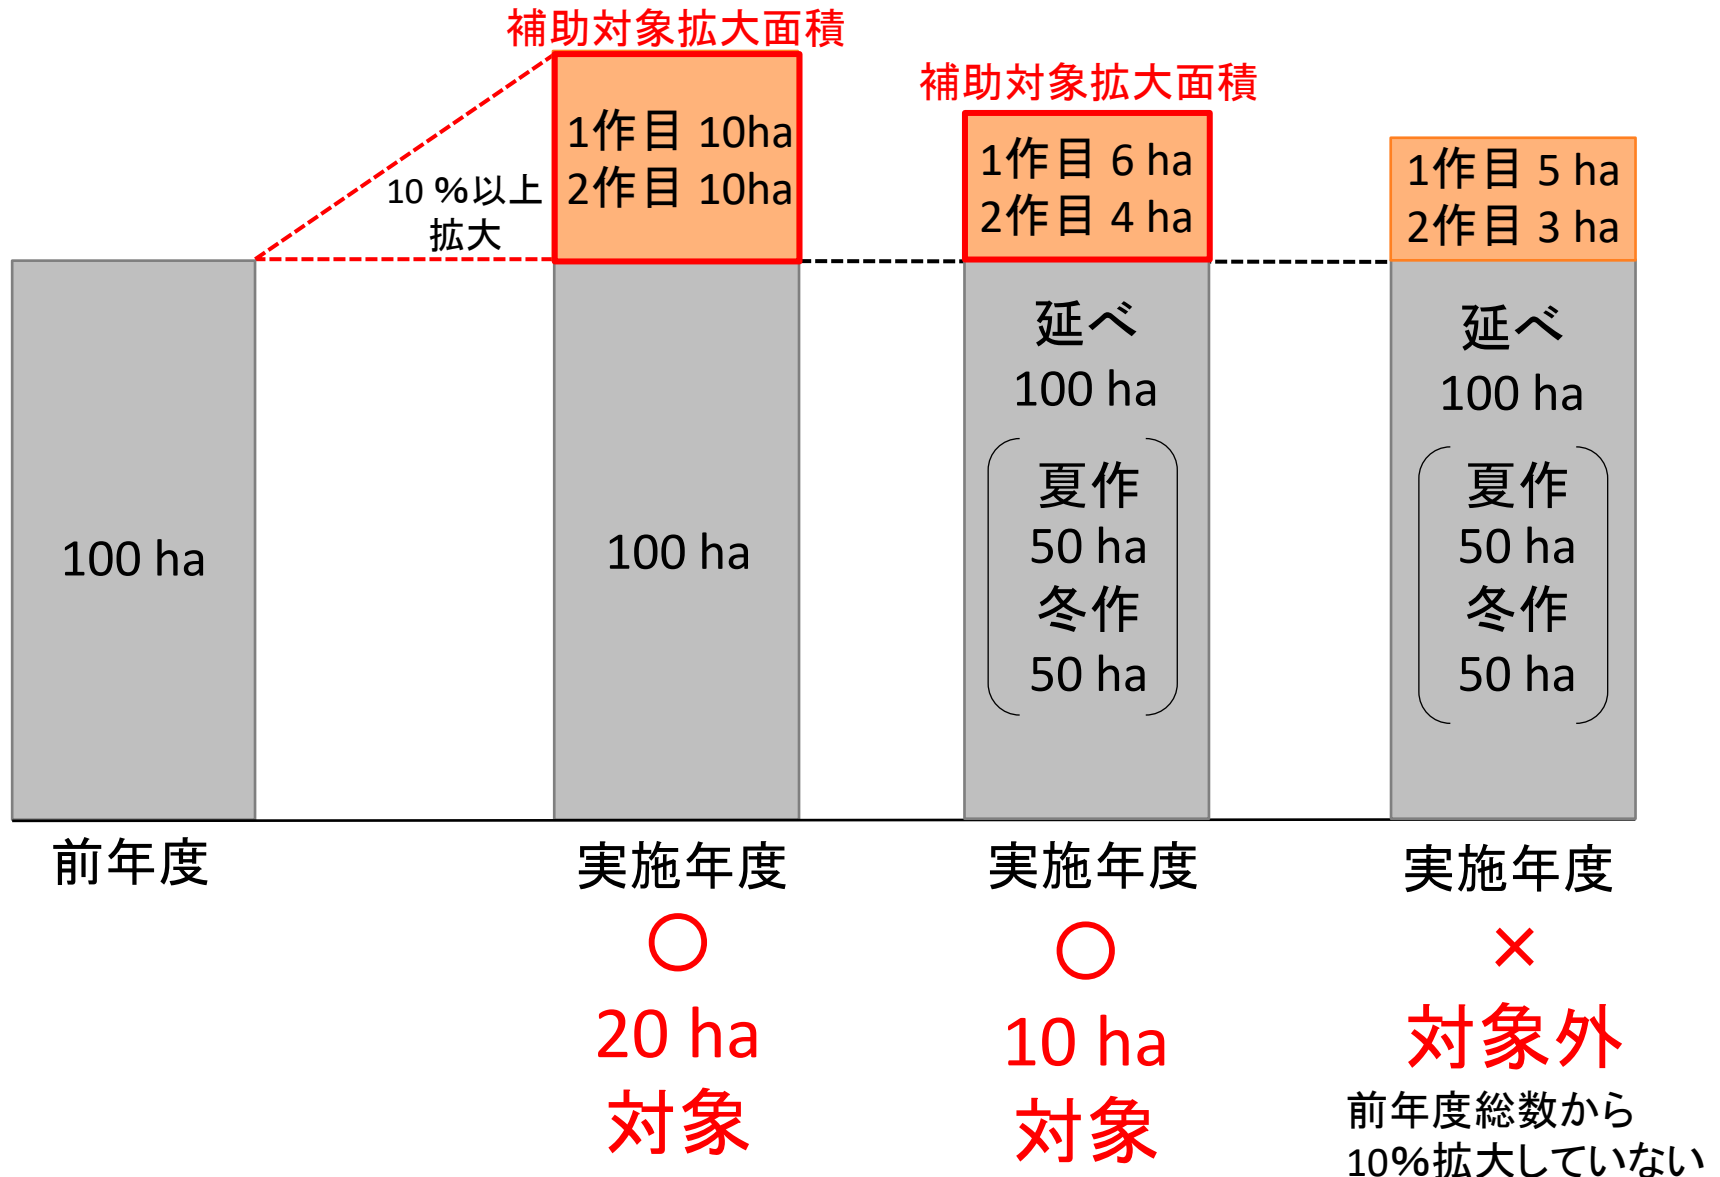 補助対象拡大面積
補助対象拡大面積
1作目 10ha
2作目 10ha
1作目 6 ha
2作目 4 ha
1作目 5 ha
2作目 3 ha
10 %以上
拡大
100 ha
100 ha
延べ
100 ha
夏作
50 ha
冬作
50 ha
延べ
100 ha
夏作
50 ha
冬作
50 ha
前年度
実施年度
○
20 ha
対象
実施年度
○
10 ha
対象
実施年度
×
対象外
前年度総数から
10%拡大していない